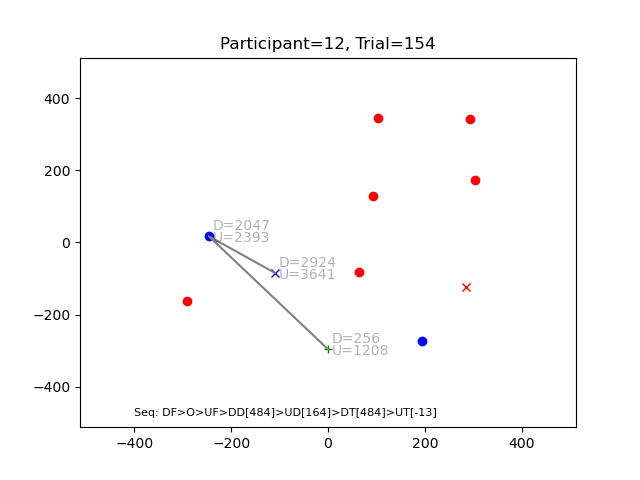 Participant=12, Trial=154
400
200
0
−200
−400
D=2047
U=2393
D=2924
U=3641
D=256
U=1208
Seq: DF>O>UF>DD[484]>UD[164]>DT[484]>UT[-13]
−400 −200 0 200 400